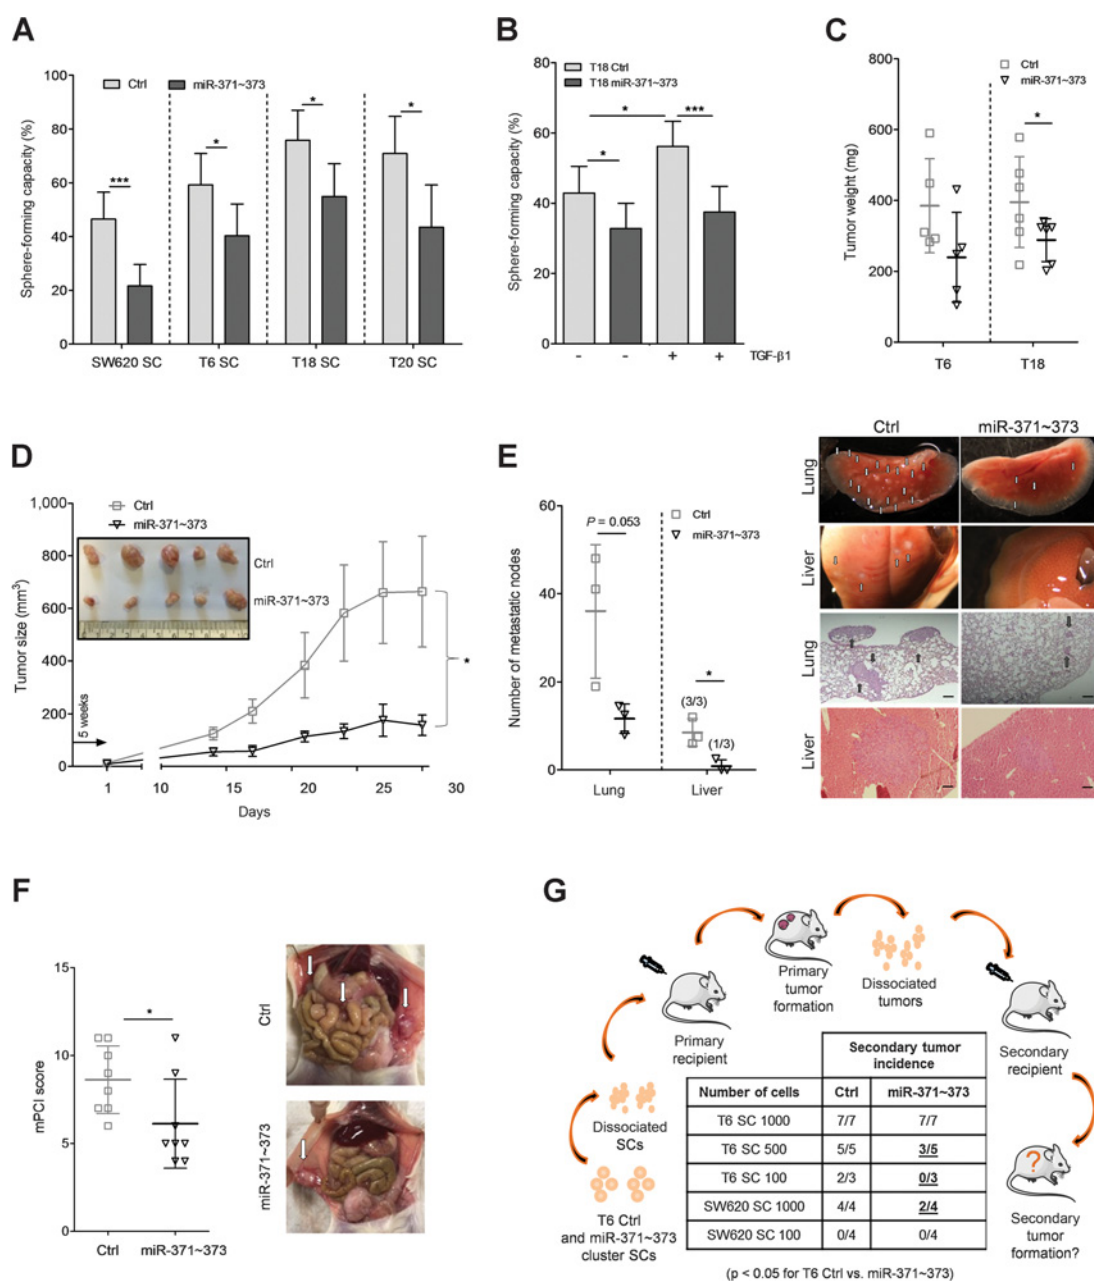 A
Ctrl
miR-371~373
Sphere-forming capacity (%)
100
80
60
40
20
0
***
*
*
*
SW620 SC
T6 SC
T18 SC
T20 SC
B
T18 Ctrl
T18 miR-371~373
Sphere-forming capacity (%)
80
60
40
20
0
*
***
*
-
-
+
+
TGF-β1
C
Ctrl
miR-371~373
Tumor weight (mg)
800
600
400
200
0
*
T6
T18
D
Tumor size (mm³)
1,000
800
600
400
200
0
Ctrl
miR-371~373
Ctrl
miR-371~373
5 weeks
*
1
10
15
20
25
30
Days
E
Number of metastatic nodes
60
40
20
0
P = 0.053
Ctrl
miR-371~373
*
(3/3)
(1/3)
Lung
Liver
Ctrl
miR-371~373
Lung
Liver
Lung
Liver
F
mPCI score
15
10
5
0
*
Ctrl
miR-371~373
Ctrl
miR-371~373
G
Primary
tumor
formation
Dissociated
tumors
Primary
recipient
Secondary
recipient
Dissociated
SCs
T6 Ctrl
and miR-371~373
cluster SCs
Secondary
tumor
formation?
?
Secondary tumor
incidence
Number of cells Ctrl miR-371~373
T6 SC 1000 7/7 7/7
T6 SC 500 5/5 3/5
T6 SC 100 2/3 0/3
SW620 SC 1000 4/4 2/4
SW620 SC 100 0/4 0/4
(p < 0.05 for T6 Ctrl vs. miR-371~373)